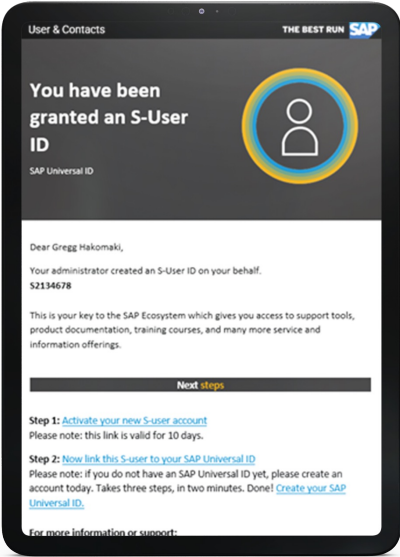 User & Contacts
THE BEST RUN SAP
You have been
granted an S-User
ID
SAP Universal ID
Dear Gregg Hakomaki,
Your administrator created an S-User ID on your behalf.
S2134678
This is your key to the SAP Ecosystem which gives you access to support tools,
product documentation, training courses, and many more service and
information offerings.
Next steps
Step 1: Activate your new S-user account
Please note: this link is valid for 10 days.
Step 2: Now link this S-user to your SAP Universal ID
Please note: if you do not have an SAP Universal ID yet, please create an
account today. Takes three steps, in two minutes. Done! Create your SAP
Universal ID.
For more information or support: